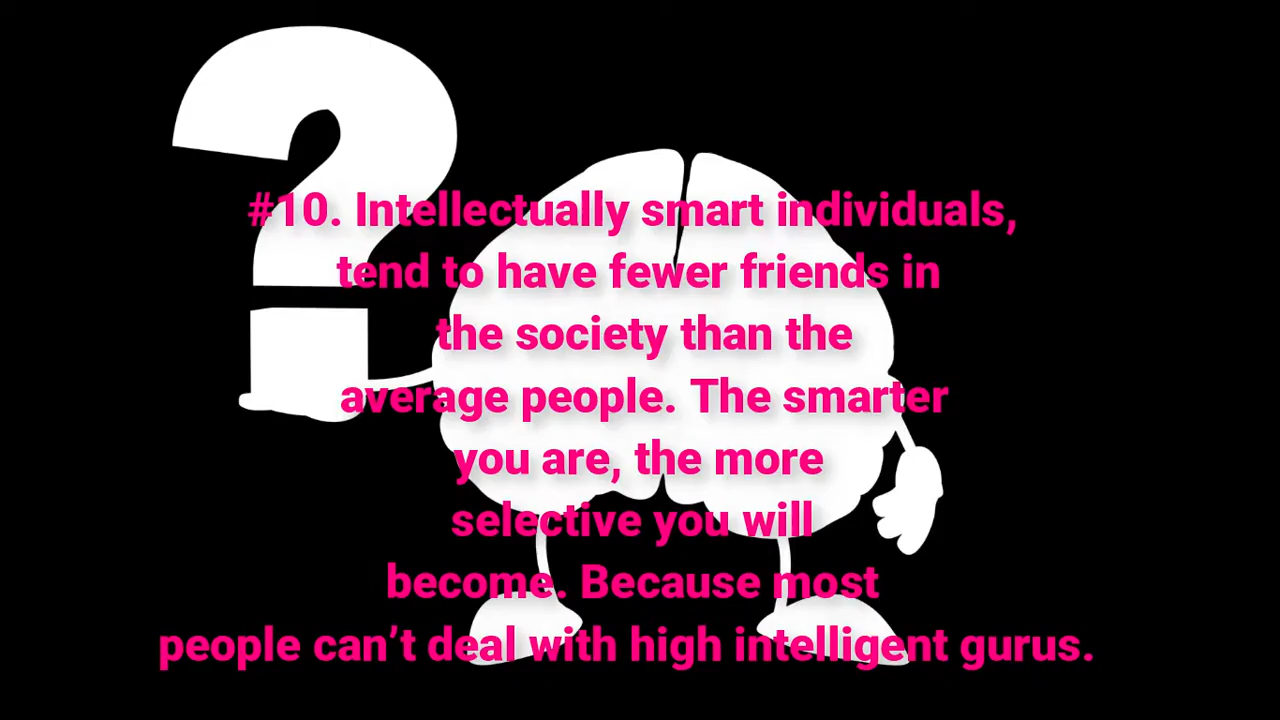 #10. Intellectually smart individuals,
tend to have fewer friends in
the society than the
average people. The smarter
you are, the more
selective you will
become. Because most
people can’t deal with high intelligent gurus.